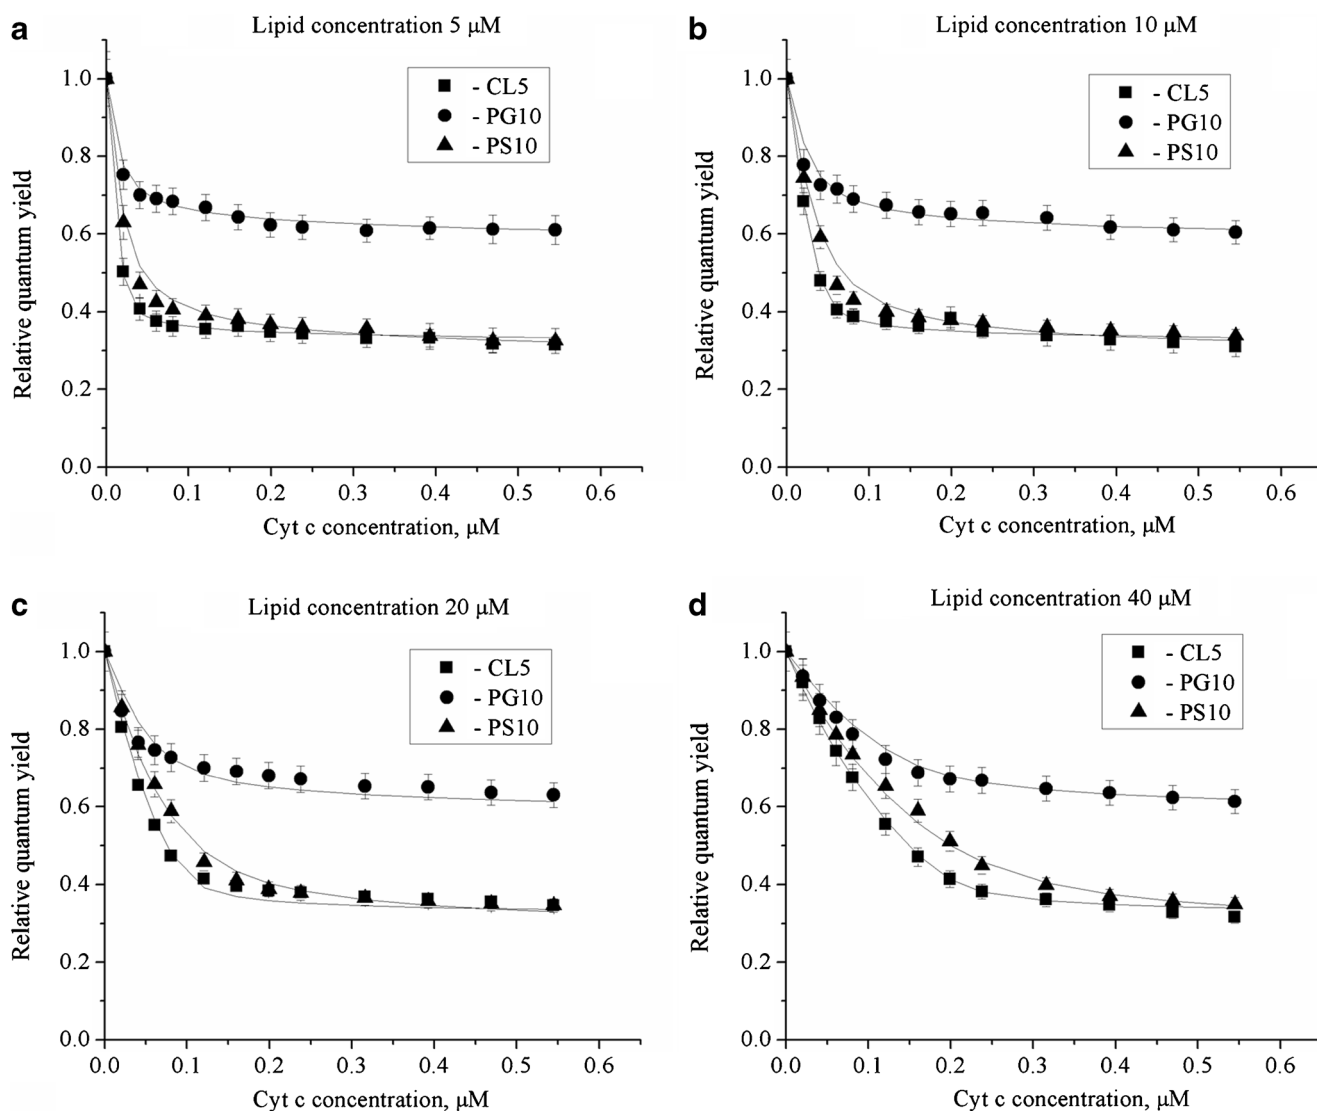 a
Lipid concentration 5 μM
- CL5
- PG10
- PS10
Relative quantum yield
1.0
0.8
0.6
0.4
0.2
0.0
0.0 0.1 0.2 0.3 0.4 0.5 0.6
Cyt c concentration, μM
b
Lipid concentration 10 μM
- CL5
- PG10
- PS10
Relative quantum yield
1.0
0.8
0.6
0.4
0.2
0.0
0.0 0.1 0.2 0.3 0.4 0.5 0.6
Cyt c concentration, μM
c
Lipid concentration 20 μM
- CL5
- PG10
- PS10
Relative quantum yield
1.0
0.8
0.6
0.4
0.2
0.0
0.0 0.1 0.2 0.3 0.4 0.5 0.6
Cyt c concentration, μM
d
Lipid concentration 40 μM
- CL5
- PG10
- PS10
Relative quantum yield
1.0
0.8
0.6
0.4
0.2
0.0
0.0 0.1 0.2 0.3 0.4 0.5 0.6
Cyt c concentration, μM